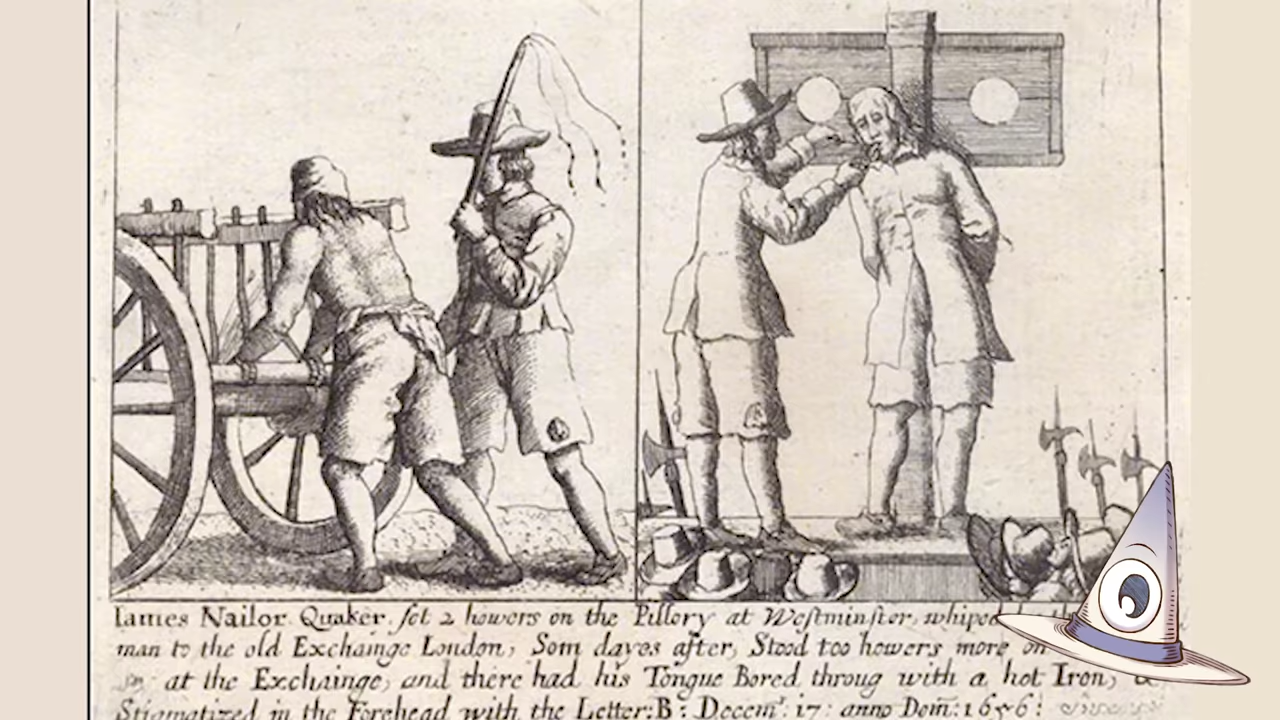 Iames Nailor Quaker set 2 howers on the Pillory at Westminster, whiped
man to the old Exchainge London, Som dayes after, Stood too howers more on
at the Exchainge, and there had his Tongue Bored throug with a hot Iron, &
Stigmatized in the Forehead with the Letter: B: Decem: 17: anno Dom: 1656: